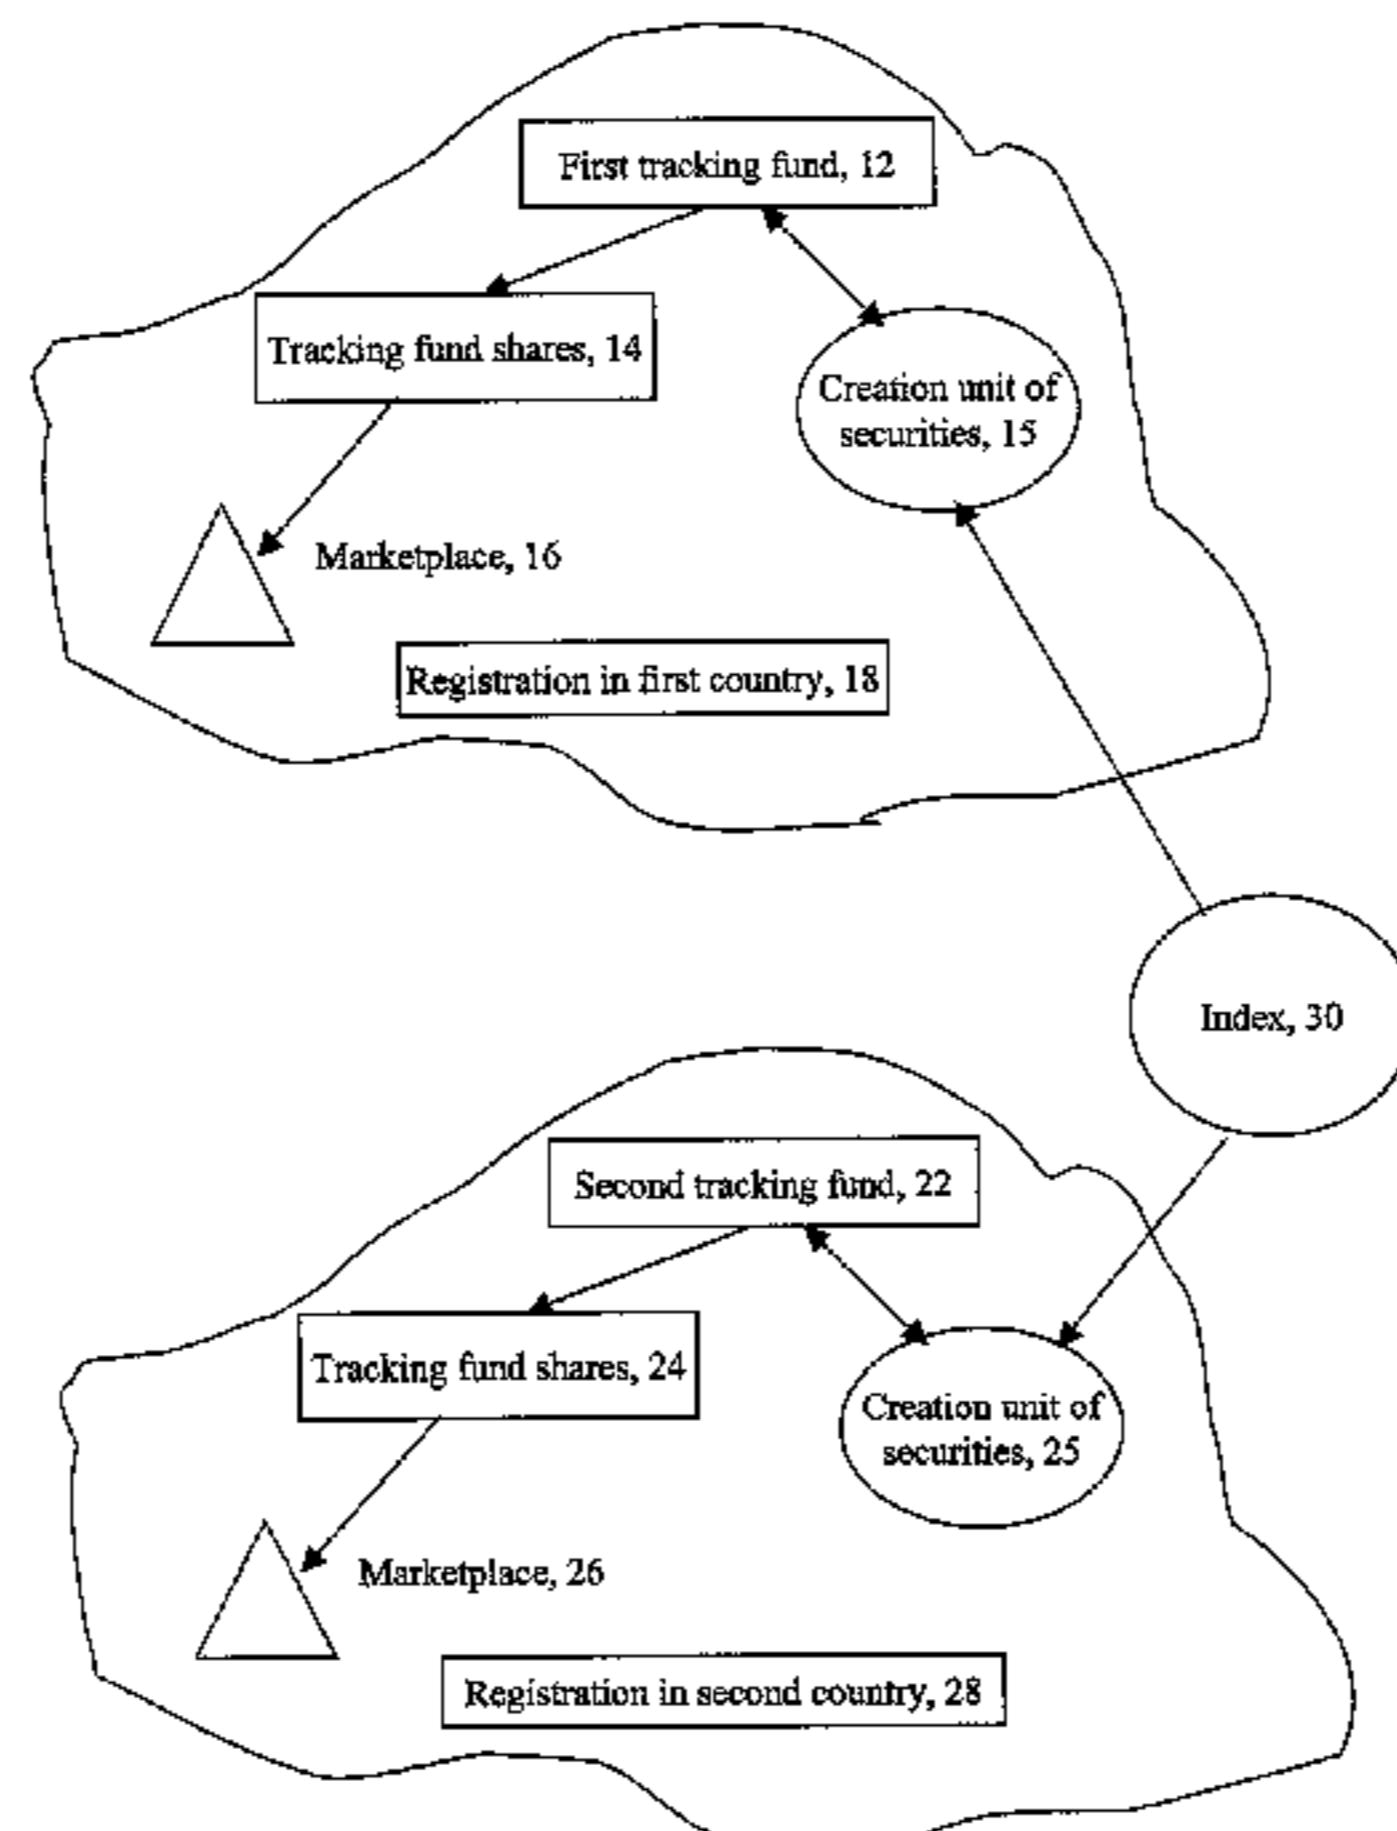 First tracking fund, 12
Tracking fund shares, 14
Creation unit of
securities, 15
Marketplace, 16
Registration in first country, 18
Index, 30
Second tracking fund, 22
Tracking fund shares, 24
Creation unit of
securities, 25
Marketplace, 26
Registration in second country, 28